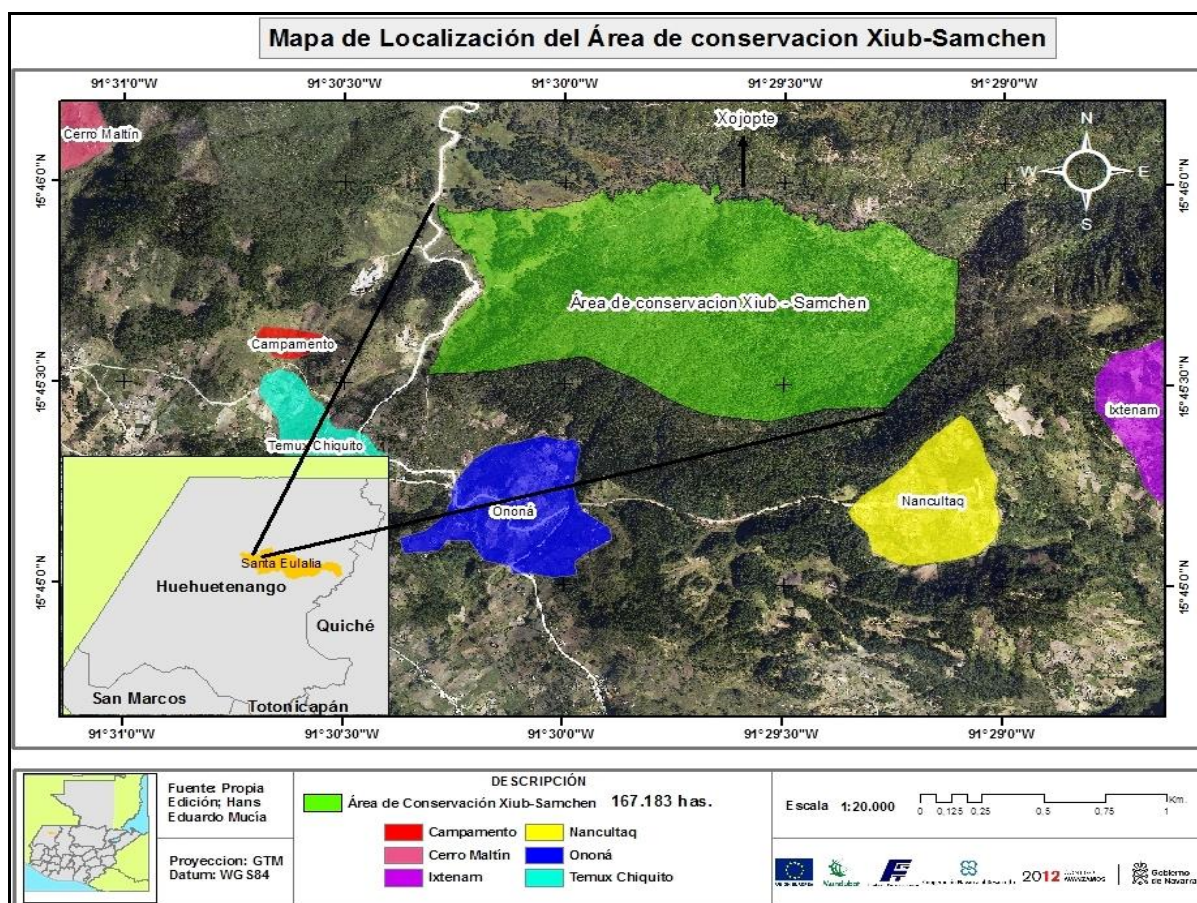 Mapa de Localización del Área de conservacion Xiub-Samchen
91°31'0"W 91°30'30"W 91°30'0"W 91°29'30"W 91°29'0"W
Cerro Maltín
Xojopte
N
W E
S
15°46'0"N 15°46'0"N
Área de conservacion Xiub - Samchen
Campamento
15°45'30"N 15°45'30"N
Ixtenam
Temux Chiquito
Nancultaq
Ononá
Santa Eulalia
15°45'0"N 15°45'0"N
Huehuetenango
Quiché
San Marcos
Totonicapán
91°31'0"W 91°30'30"W 91°30'0"W 91°29'30"W 91°29'0"W
Fuente: Propia
Edición; Hans
Eduardo Mucía
Proyeccion: GTM
Datum: WGS84
DESCRIPCIÓN
Área de Conservación Xiub-Samchen 167.183 has.
Campamento Nancultaq
Cerro Maltín Ononá
Ixtenam Temux Chiquito
Escala 1:20.000
Km.
0 0,125 0,25 0,5 0,75 1
2012
Gobierno
de Navarra